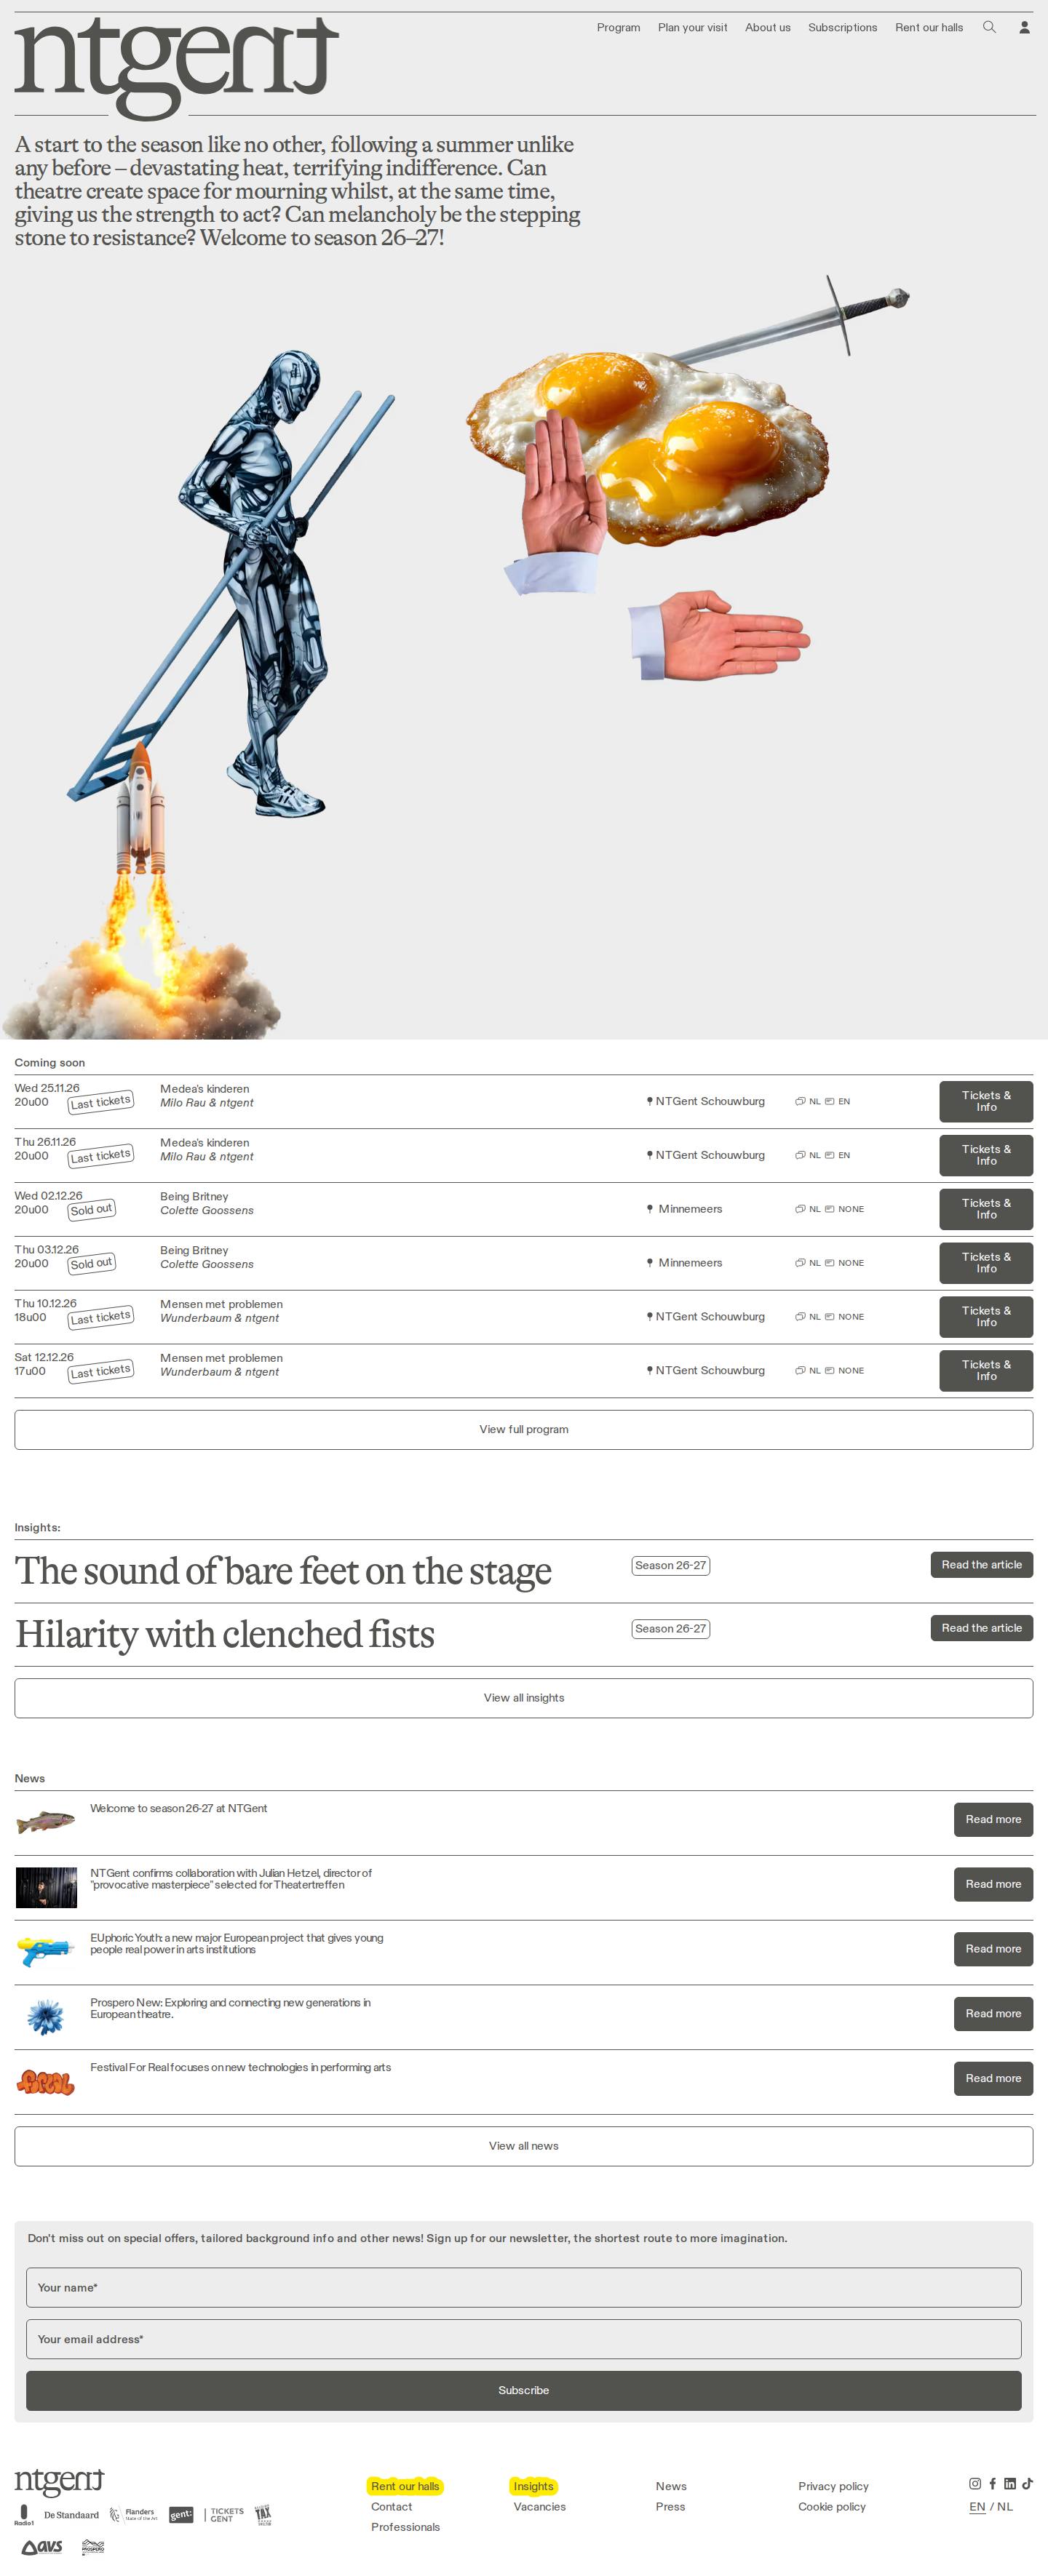 ntgent
Program Plan your visit About us Subscriptions Rent our halls
A start to the season like no other, following a summer unlike
any before – devastating heat, terrifying indifference. Can
theatre create space for mourning whilst, at the same time,
giving us the strength to act? Can melancholy be the stepping
stone to resistance? Welcome to season 26–27!
Coming soon
Wed 25.11.26
20u00
Last tickets
Medea's kinderen
Milo Rau & ntgent
NTGent Schouwburg
NL EN
Tickets &
Info
Thu 26.11.26
20u00
Last tickets
Medea's kinderen
Milo Rau & ntgent
NTGent Schouwburg
NL EN
Tickets &
Info
Wed 02.12.26
20u00
Sold out
Being Britney
Colette Goossens
Minnemeers
NL NONE
Tickets &
Info
Thu 03.12.26
20u00
Sold out
Being Britney
Colette Goossens
Minnemeers
NL NONE
Tickets &
Info
Thu 10.12.26
18u00
Last tickets
Mensen met problemen
Wunderbaum & ntgent
NTGent Schouwburg
NL NONE
Tickets &
Info
Sat 12.12.26
17u00
Last tickets
Mensen met problemen
Wunderbaum & ntgent
NTGent Schouwburg
NL NONE
Tickets &
Info
View full program
Insights:
The sound of bare feet on the stage
Season 26-27
Read the article
Hilarity with clenched fists
Season 26-27
Read the article
View all insights
News
Welcome to season 26-27 at NTGent
Read more
NTGent confirms collaboration with Julian Hetzel, director of
"provocative masterpiece" selected for Theatertreffen
Read more
EUphoric Youth: a new major European project that gives young
people real power in arts institutions
Read more
Prospero New: Exploring and connecting new generations in
European theatre.
Read more
forreal
Festival For Real focuses on new technologies in performing arts
Read more
View all news
Don't miss out on special offers, tailored background info and other news! Sign up for our newsletter, the shortest route to more imagination.
Your name*
Your email address*
Subscribe
ntgent
Radio1
De Standaard
Flanders
State of the Art
gent:
TICKETS
GENT
TAX
SHELTER
avs
PROSPERO
Rent our halls
Contact
Professionals
Insights
Vacancies
News
Press
Privacy policy
Cookie policy
EN / NL